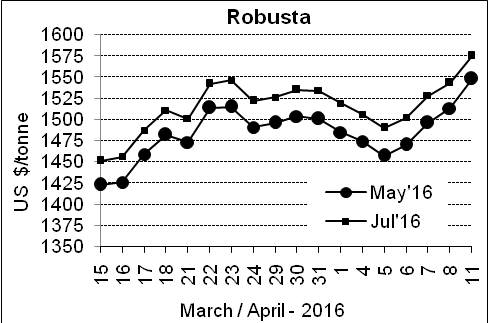 Robusta
1600
1575
1550
1525
1500
1475
1450
1425
1400
1375
1350
US $/tonne
May'16
Jul'16
15 16 17 18 21 22 23 24 29 30 31 1 4 5 6 7 8 11
March / April - 2016